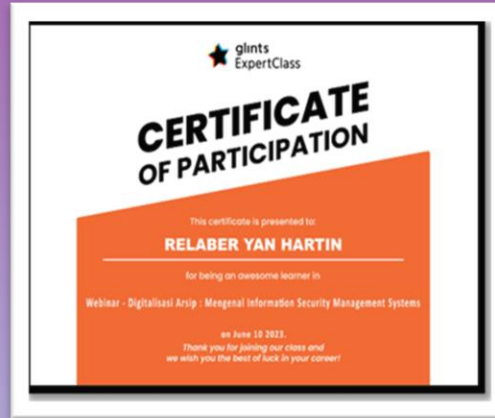 glints
ExpertClass
CERTIFICATE
OF PARTICIPATION
This certificate is presented to:
RELABER YAN HARTIN
for being an awesome learner in
Webinar - Digitalisasi Arsip : Mengenal Information Security Management Systems
on June 10 2023.
Thank you for joining our class and
we wish you the best of luck in your career!